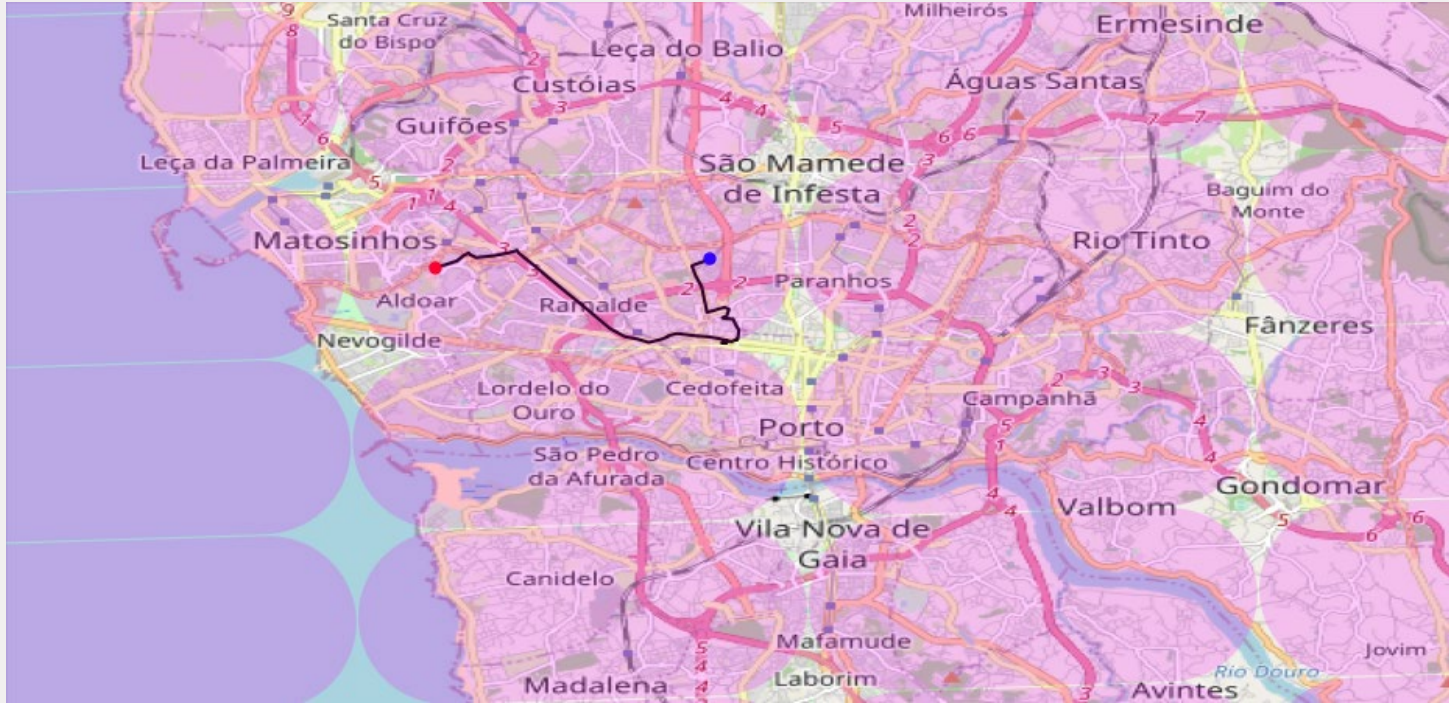 Milheirós
Santa Cruz
do Bispo
Ermesinde
Leça do Balio
Custóias
Águas Santas
Guifões
Leça da Palmeira
São Mamede
de Infesta
Baguim do
Monte
Matosinhos
Rio Tinto
Paranhos
Aldoar
Ramalde
Fânzeres
Nevogilde
Lordelo do
Ouro
Cedofeita
Campanhã
Porto
São Pedro
da Afurada
Centro Histórico
Gondomar
Valbom
Vila Nova de
Gaia
Canidelo
Mafamude
Jovim
Rio Douro
Madalena
Laborim
Avintes